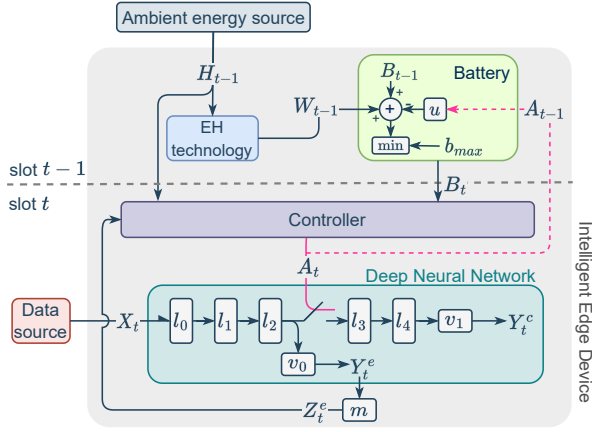 Ambient energy source
H_{t-1}
B_{t-1}
Battery
W_{t-1}
+
-
+
+
u
A_{t-1}
EH
technology
min
b_{max}
slot t − 1
slot t
B_t
Controller
A_t
Deep Neural Network
Data
source
X_t
l_0
l_1
l_2
l_3
l_4
v_1
Y_t^c
v_0
Y_t^e
Z_t^e
m
Intelligent Edge Device